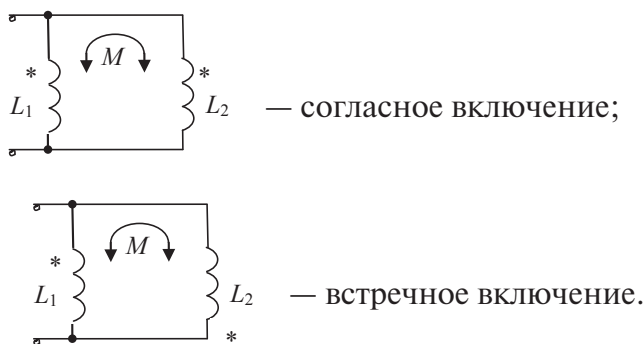 * M *
L₁ L₂ — согласное включение;
M
*
L₁ L₂ — встречное включение.
*